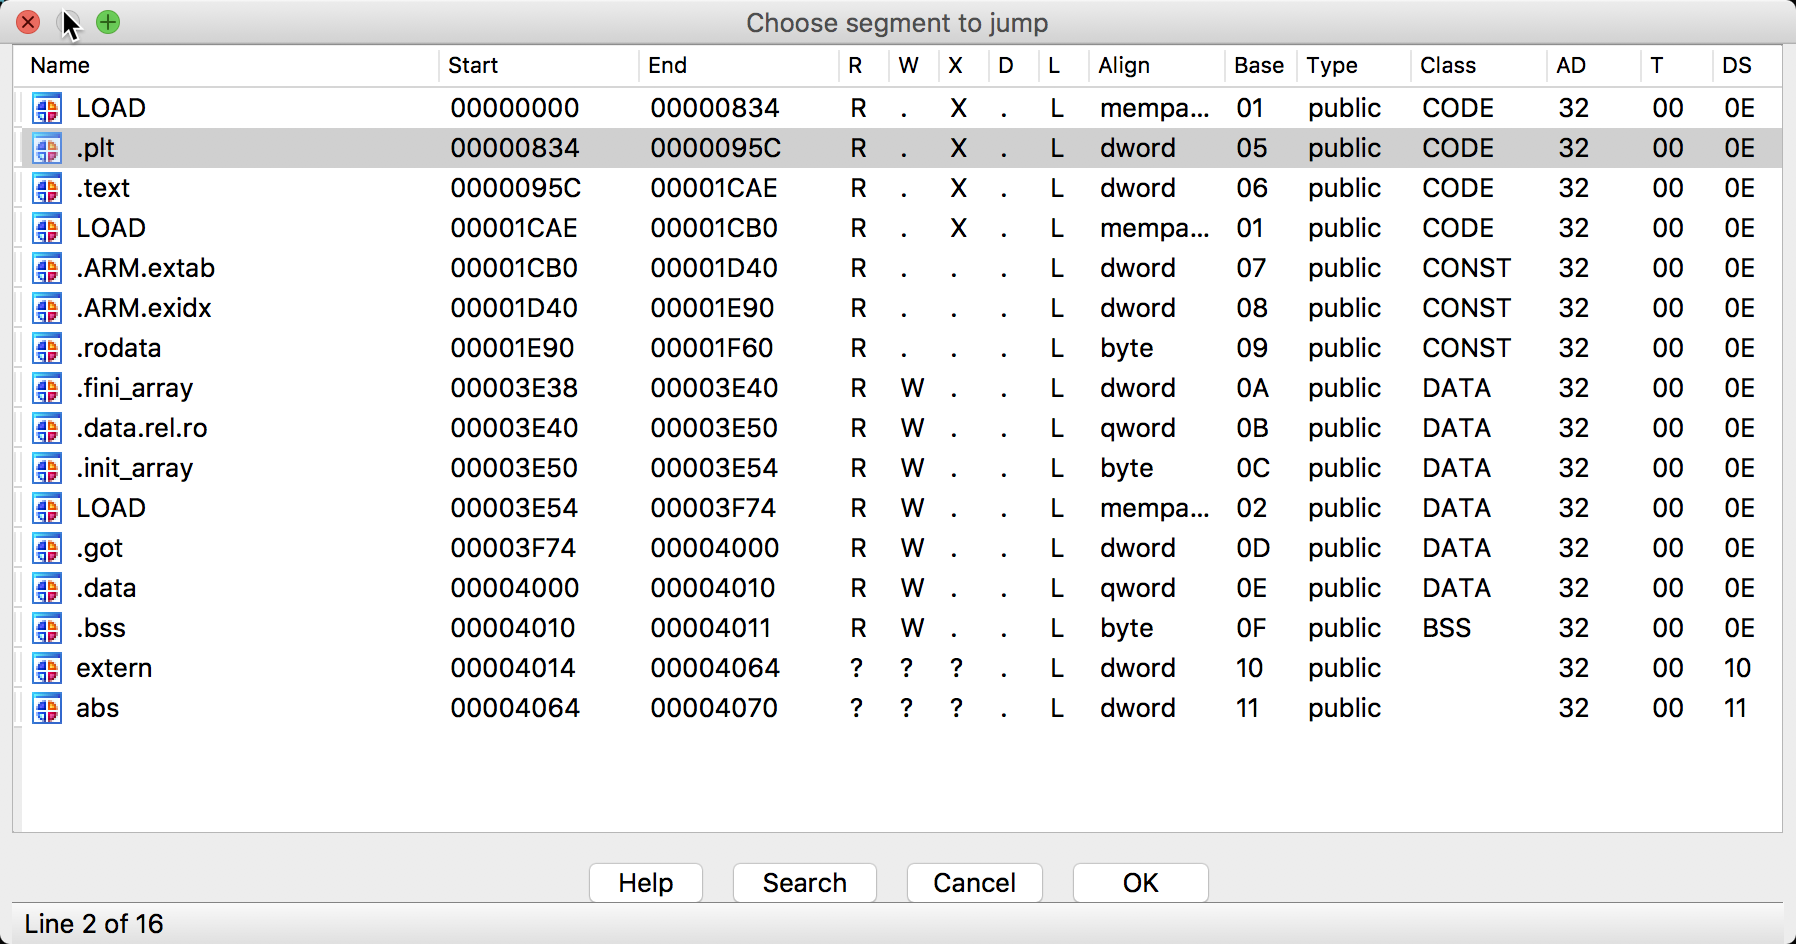 Choose segment to jump
Name Start End R W X D L Align Base Type Class AD T DS
LOAD 00000000 00000834 R . X . L mempa... 01 public CODE 32 00 0E
.plt 00000834 0000095C R . X . L dword 05 public CODE 32 00 0E
.text 0000095C 00001CAE R . X . L dword 06 public CODE 32 00 0E
LOAD 00001CAE 00001CB0 R . X . L mempa... 01 public CODE 32 00 0E
.ARM.extab 00001CB0 00001D40 R . . . L dword 07 public CONST 32 00 0E
.ARM.exidx 00001D40 00001E90 R . . . L dword 08 public CONST 32 00 0E
.rodata 00001E90 00001F60 R . . . L byte 09 public CONST 32 00 0E
.fini_array 00003E38 00003E40 R W . . L dword 0A public DATA 32 00 0E
.data.rel.ro 00003E40 00003E50 R W . . L qword 0B public DATA 32 00 0E
.init_array 00003E50 00003E54 R W . . L byte 0C public DATA 32 00 0E
LOAD 00003E54 00003F74 R W . . L mempa... 02 public DATA 32 00 0E
.got 00003F74 00004000 R W . . L dword 0D public DATA 32 00 0E
.data 00004000 00004010 R W . . L qword 0E public DATA 32 00 0E
.bss 00004010 00004011 R W . . L byte 0F public BSS 32 00 0E
extern 00004014 00004064 ? ? ? . L dword 10 public 32 00 10
abs 00004064 00004070 ? ? ? . L dword 11 public 32 00 11
Help Search Cancel OK
Line 2 of 16